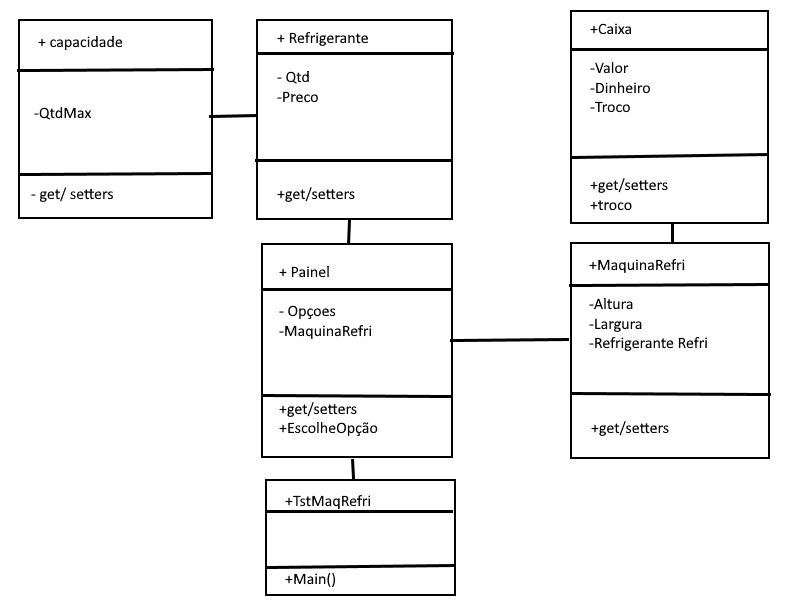 + capacidade
-QtdMax
- get/ setters
+ Refrigerante
- Qtd
-Preco
+get/setters
+Caixa
-Valor
-Dinheiro
-Troco
+get/setters
+troco
+ Painel
- Opçoes
-MaquinaRefri
+get/setters
+EscolheOpção
+MaquinaRefri
-Altura
-Largura
-Refrigerante Refri
+get/setters
+TstMaqRefri
+Main()